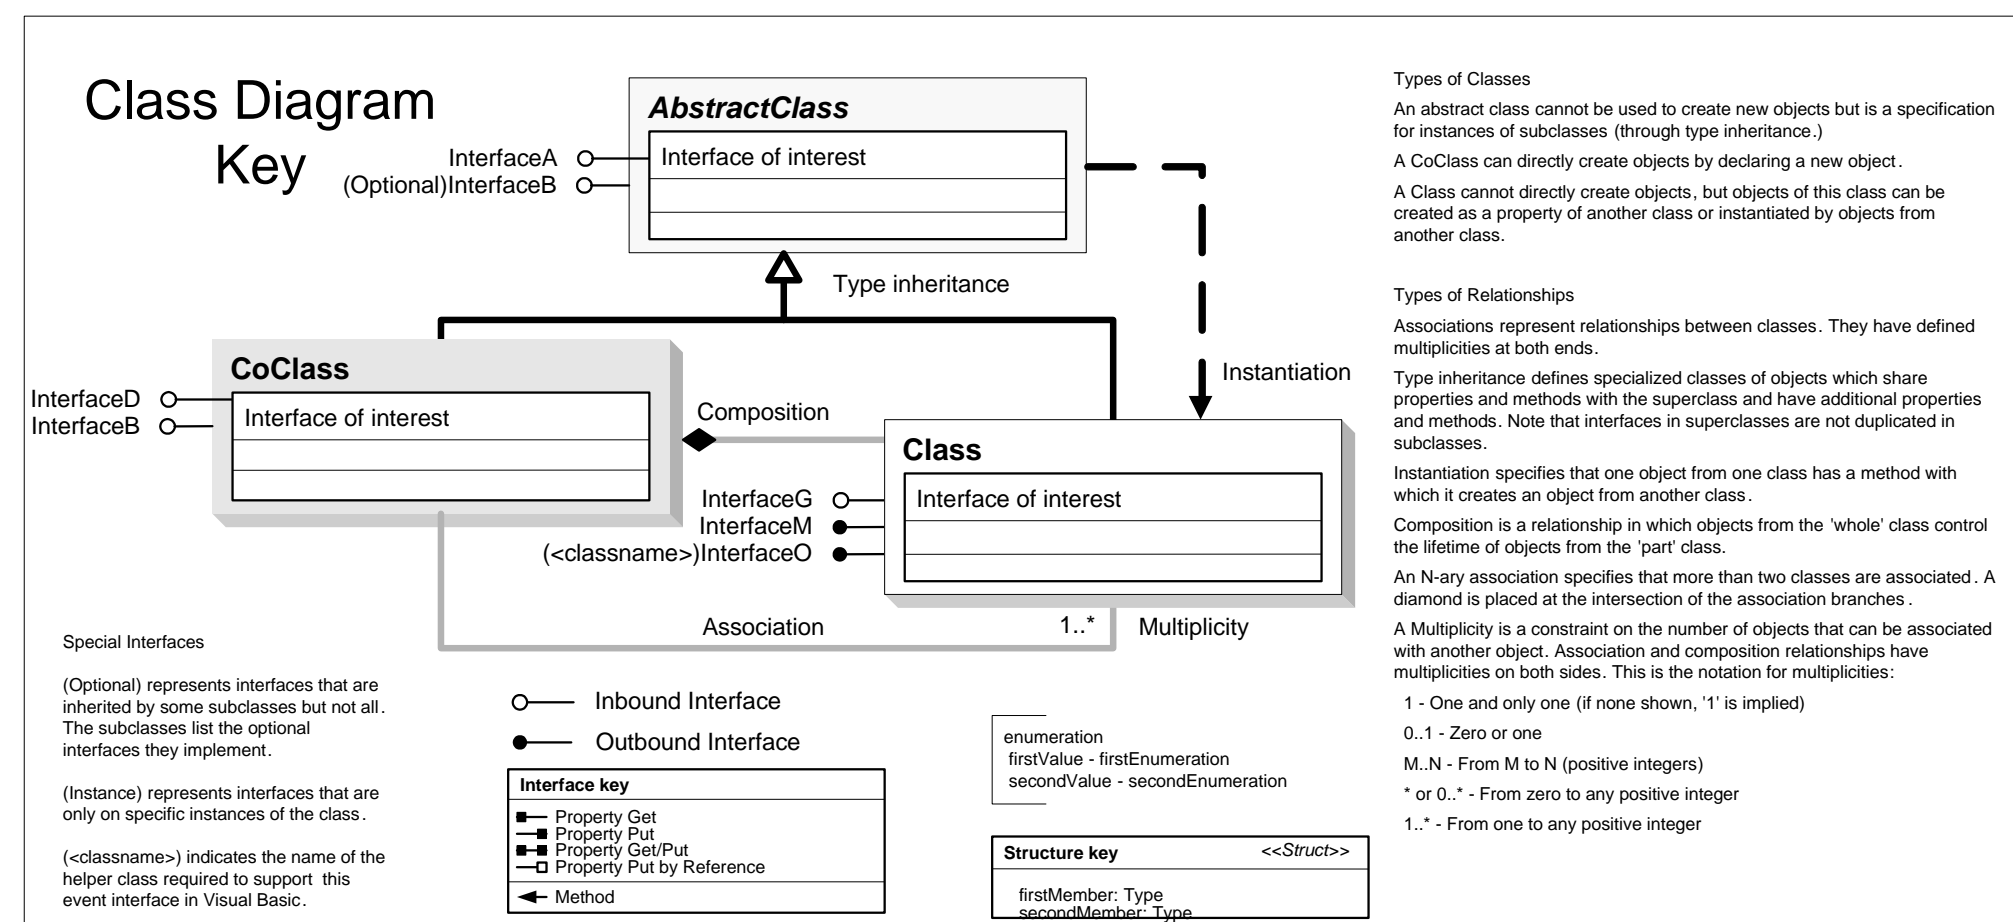 Class Diagram
Key
AbstractClass
Interface of interest
InterfaceA
(Optional)InterfaceB
Type inheritance
Instantiation
CoClass
Interface of interest
InterfaceD
InterfaceB
Composition
Class
Interface of interest
InterfaceG
InterfaceM
(<classname>)InterfaceO
Association
1..*
Multiplicity
Special Interfaces
(Optional) represents interfaces that are
inherited by some subclasses but not all.
The subclasses list the optional
interfaces they implement.
(Instance) represents interfaces that are
only on specific instances of the class.
(<classname>) indicates the name of the
helper class required to support this
event interface in Visual Basic.
Inbound Interface
Outbound Interface
Interface key
Property Get
Property Put
Property Get/Put
Property Put by Reference
Method
enumeration
firstValue - firstEnumeration
secondValue - secondEnumeration
Structure key
<<Struct>>
firstMember: Type
secondMember: Type
Types of Classes
An abstract class cannot be used to create new objects but is a specification
for instances of subclasses (through type inheritance.)
A CoClass can directly create objects by declaring a new object.
A Class cannot directly create objects, but objects of this class can be
created as a property of another class or instantiated by objects from
another class.
Types of Relationships
Associations represent relationships between classes. They have defined
multiplicities at both ends.
Type inheritance defines specialized classes of objects which share
properties and methods with the superclass and have additional properties
and methods. Note that interfaces in superclasses are not duplicated in
subclasses.
Instantiation specifies that one object from one class has a method with
which it creates an object from another class.
Composition is a relationship in which objects from the 'whole' class control
the lifetime of objects from the 'part' class.
An N-ary association specifies that more than two classes are associated. A
diamond is placed at the intersection of the association branches.
A Multiplicity is a constraint on the number of objects that can be associated
with another object. Association and composition relationships have
multiplicities on both sides. This is the notation for multiplicities:
1 - One and only one (if none shown, '1' is implied)
0..1 - Zero or one
M..N - From M to N (positive integers)
* or 0..* - From zero to any positive integer
1..* - From one to any positive integer